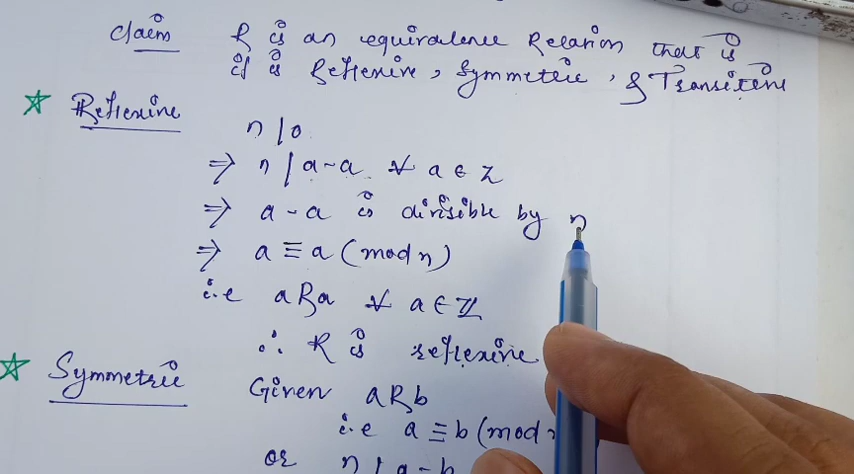 Claim R is an equivalence Relation that is
if is Reflexive, Symmetric, & Transitive
Reflexive
n | 0
⇒ n | a - a ∀ a ∈ Z
⇒ a - a is divisible by n
⇒ a ≡ a (mod n)
i.e aRa ∀ a ∈ Z
∴ R is reflexive
Symmetric Given aRb
i.e a ≡ b (mod n
or n | a - b